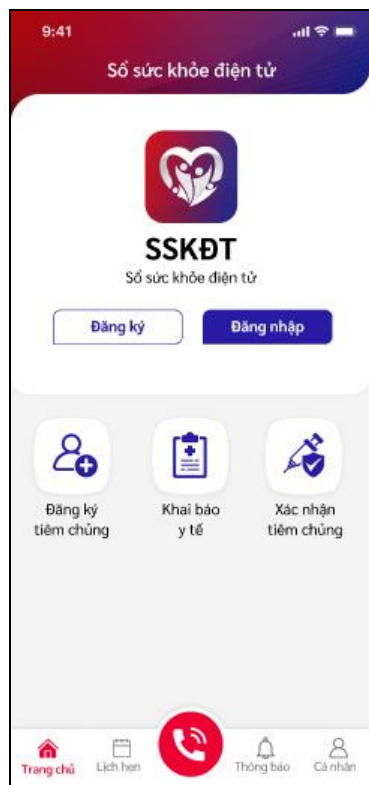 9:41
Sổ sức khỏe điện tử
SSKĐT
Sổ sức khỏe điện tử
Đăng ký
Đăng nhập
Đăng ký
tiêm chủng
Khai báo
y tế
Xác nhận
tiêm chủng
Trang chủ
Lịch hẹn
Thông báo
Cá nhân